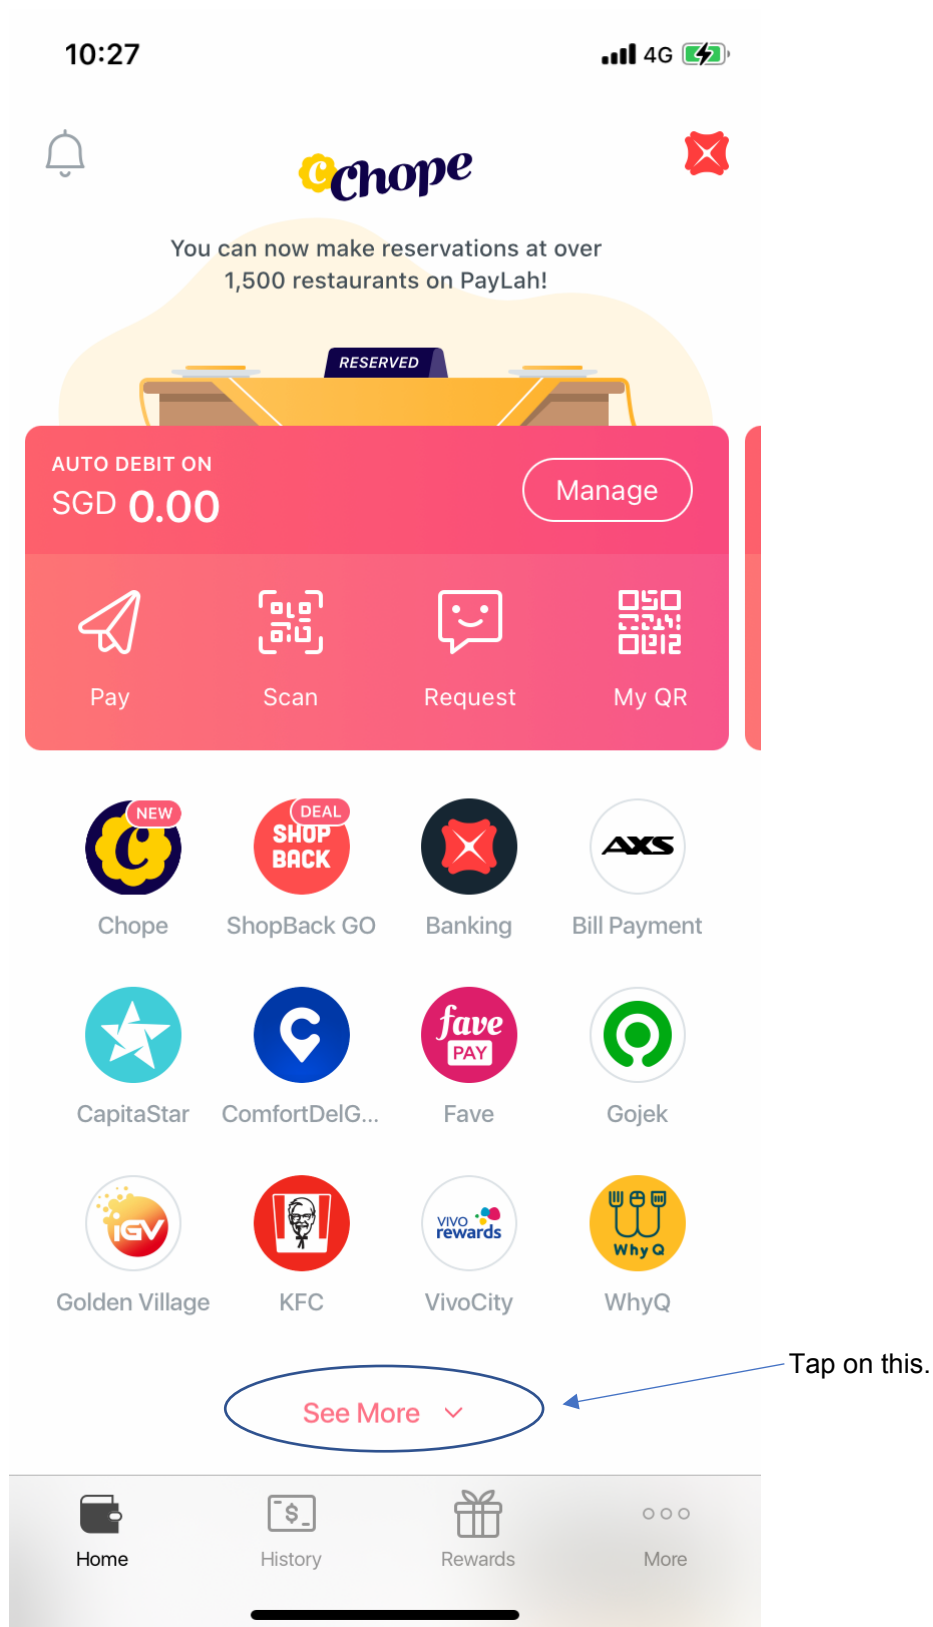 10:27
4G
Chope
You can now make reservations at over
1,500 restaurants on PayLah!
RESERVED
AUTO DEBIT ON
SGD 0.00
Manage
Pay
Scan
Request
My QR
NEW
DEAL
C
SHOP
BACK
AXS
Chope
ShopBack GO
Banking
Bill Payment
fave
PAY
CapitaStar
ComfortDelG...
Fave
Gojek
iGV
VIVO
rewards
WhyQ
Golden Village
KFC
VivoCity
WhyQ
Tap on this.
See More
Home
History
Rewards
More